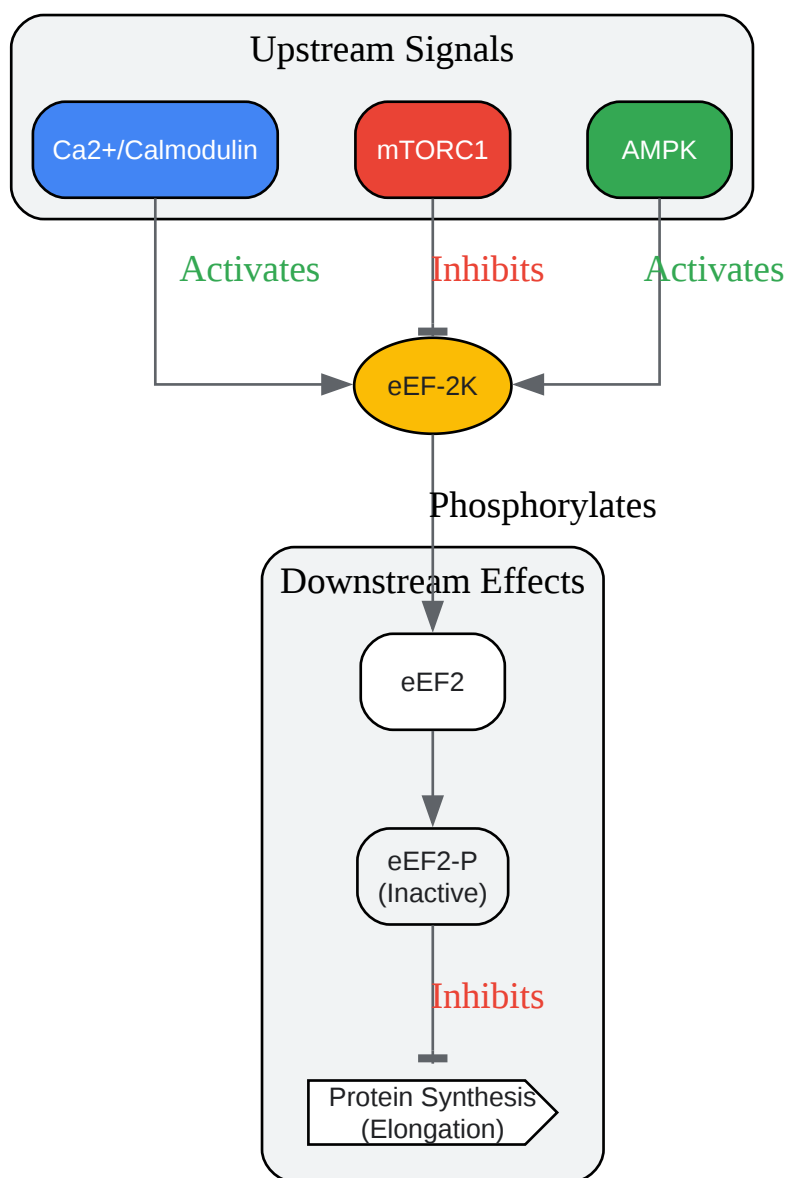 Upstream Signals
Ca2+/Calmodulin
mTORC1
AMPK
Activates
Inhibits
Activates
eEF-2K
Phosphorylates
Downstream Effects
eEF2
eEF2-P
(Inactive)
Inhibits
Protein Synthesis
(Elongation)